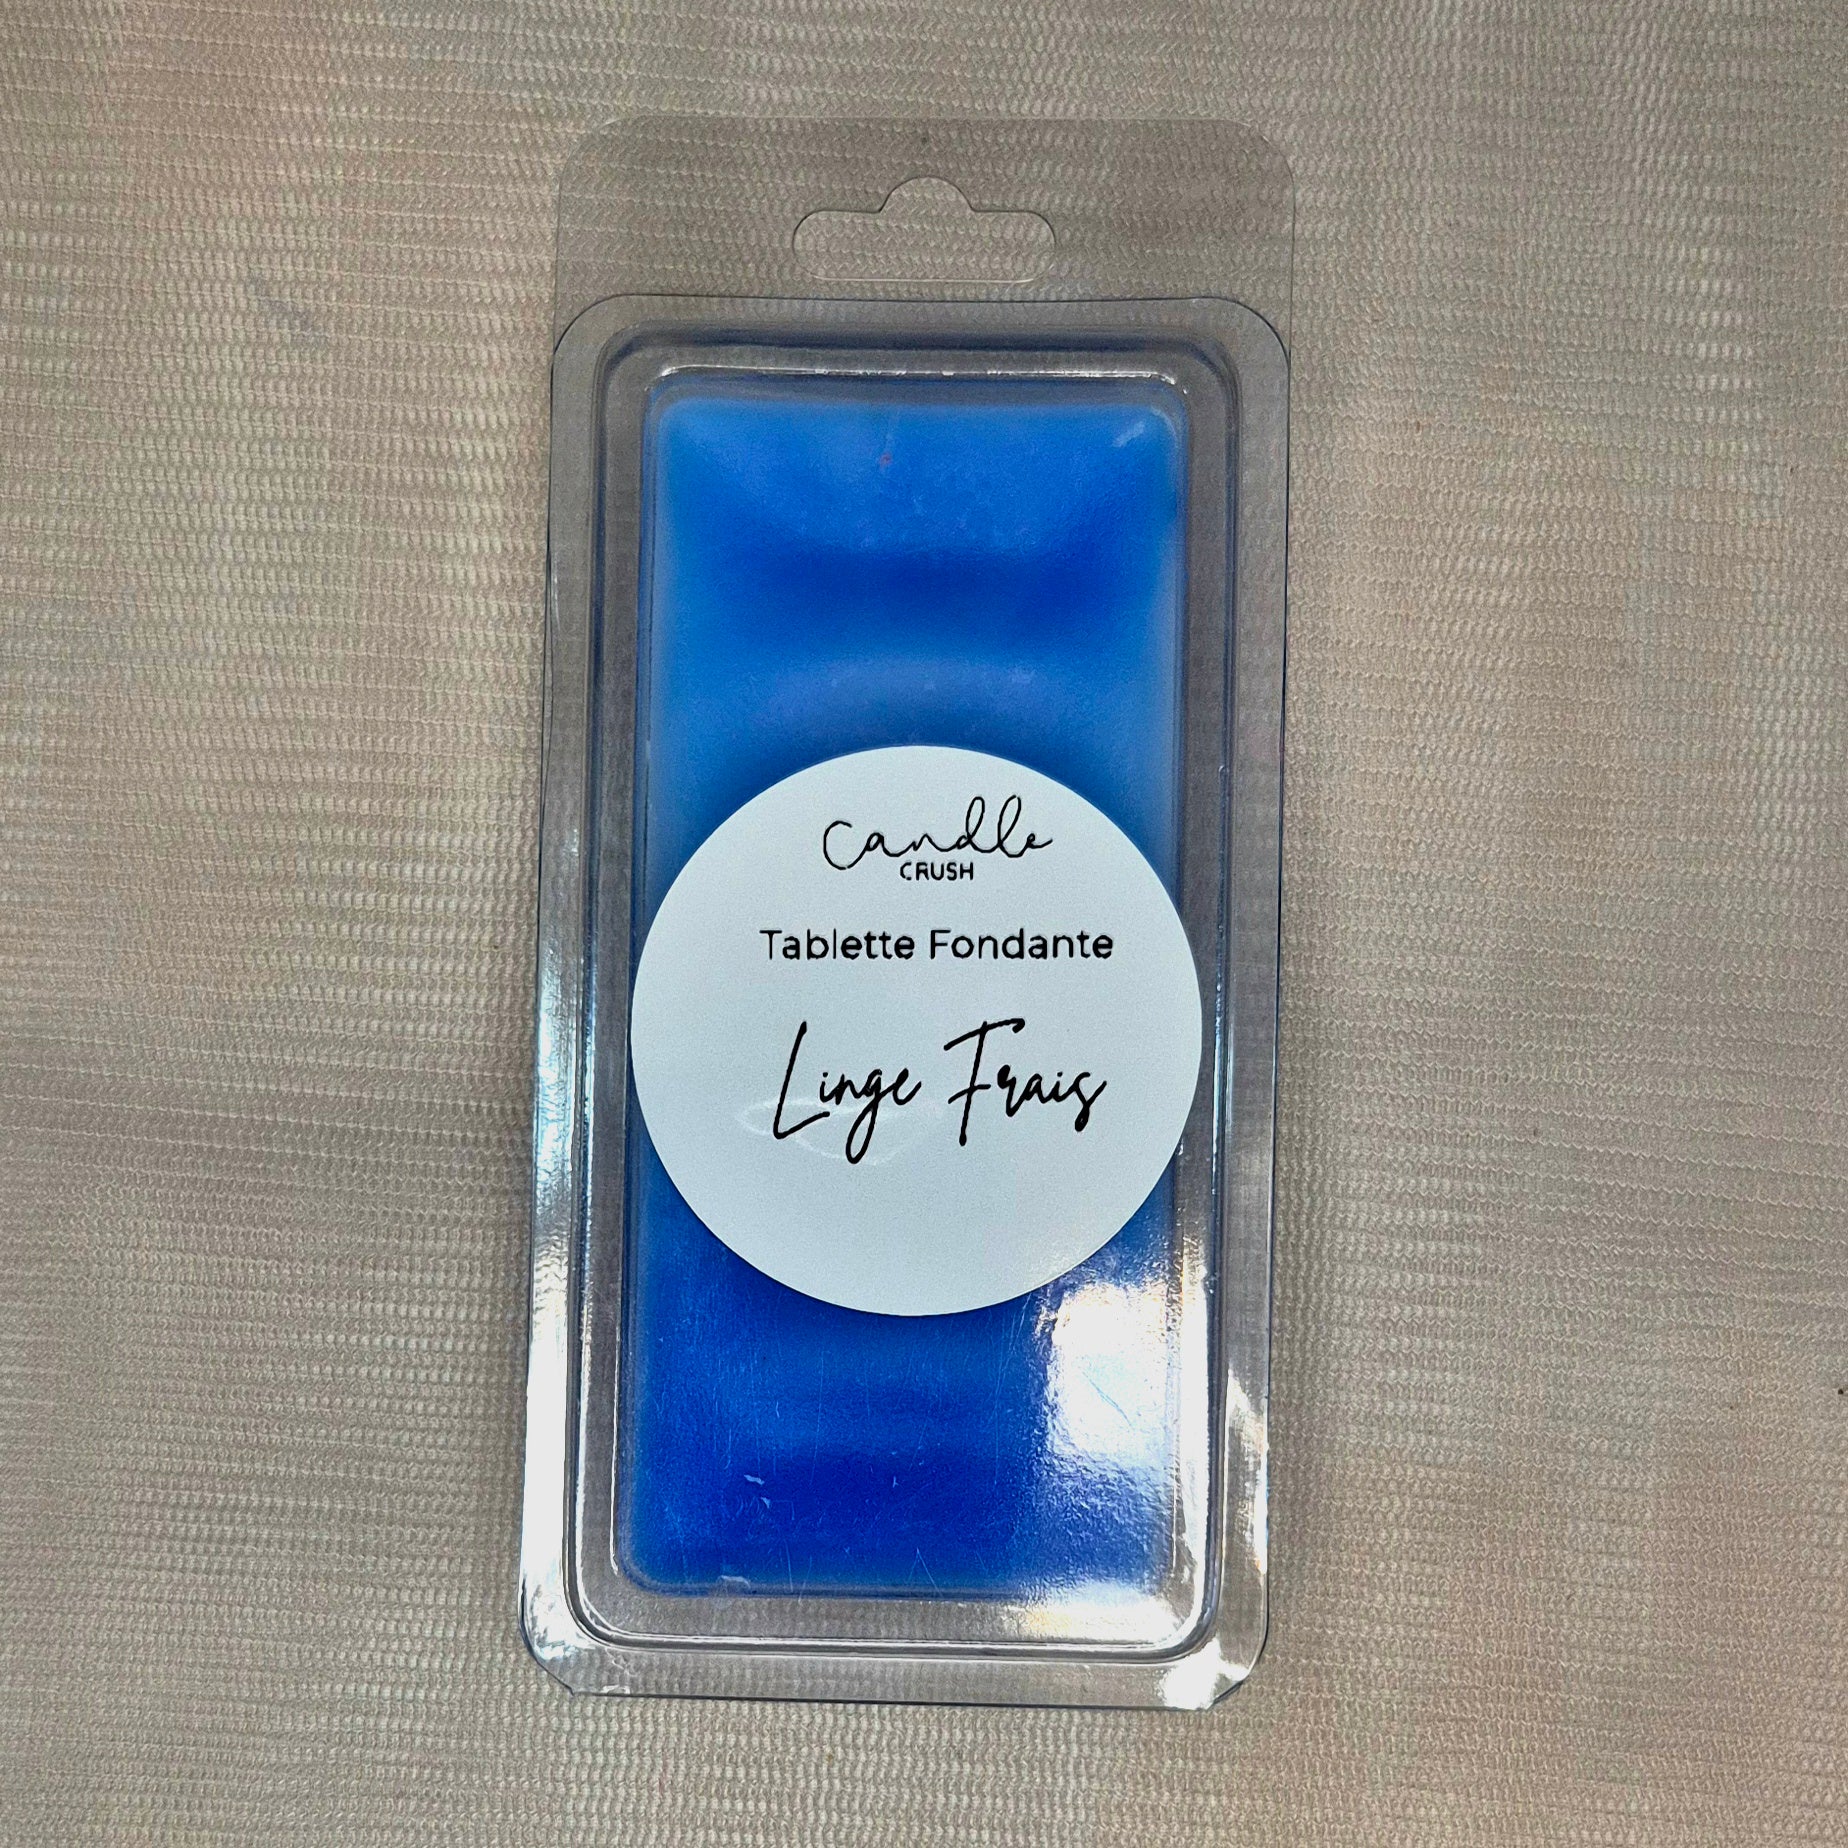 Candle
CRUSH
Tablette Fondante
Linge Frais